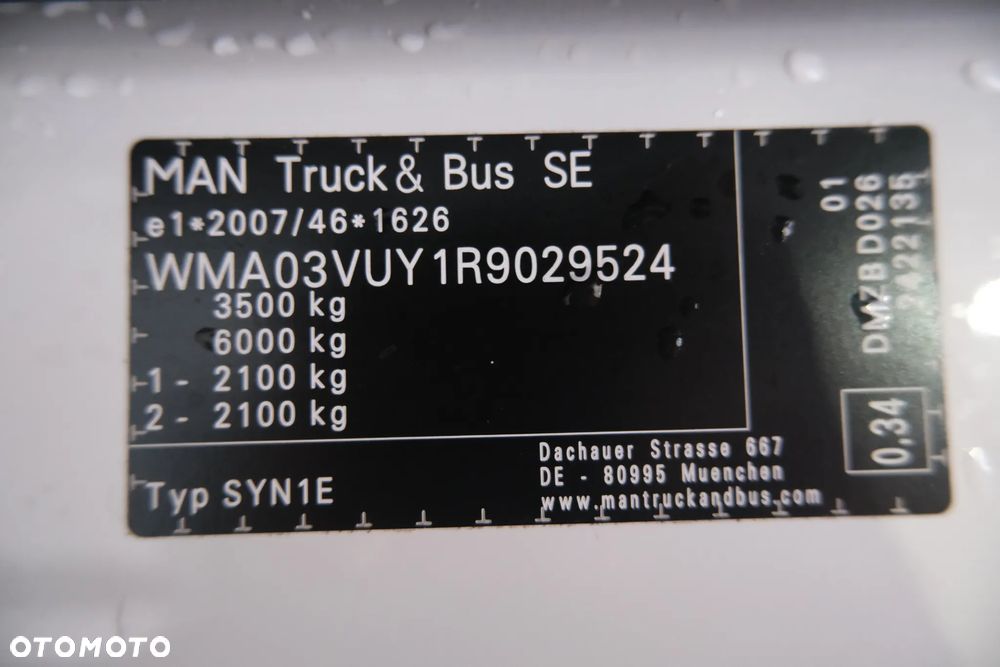 MAN Truck & Bus SE
e1*2007/46*1626
WMA03VUY1R9029524
3500 kg
6000 kg
1 - 2100 kg
2 - 2100 kg
Typ SYN1E
Dachauer Strasse 667
DE - 80995 Muenchen
www.mantruckandbus.com
01
DMZBD026
2422135
0,34
OTOMOTO